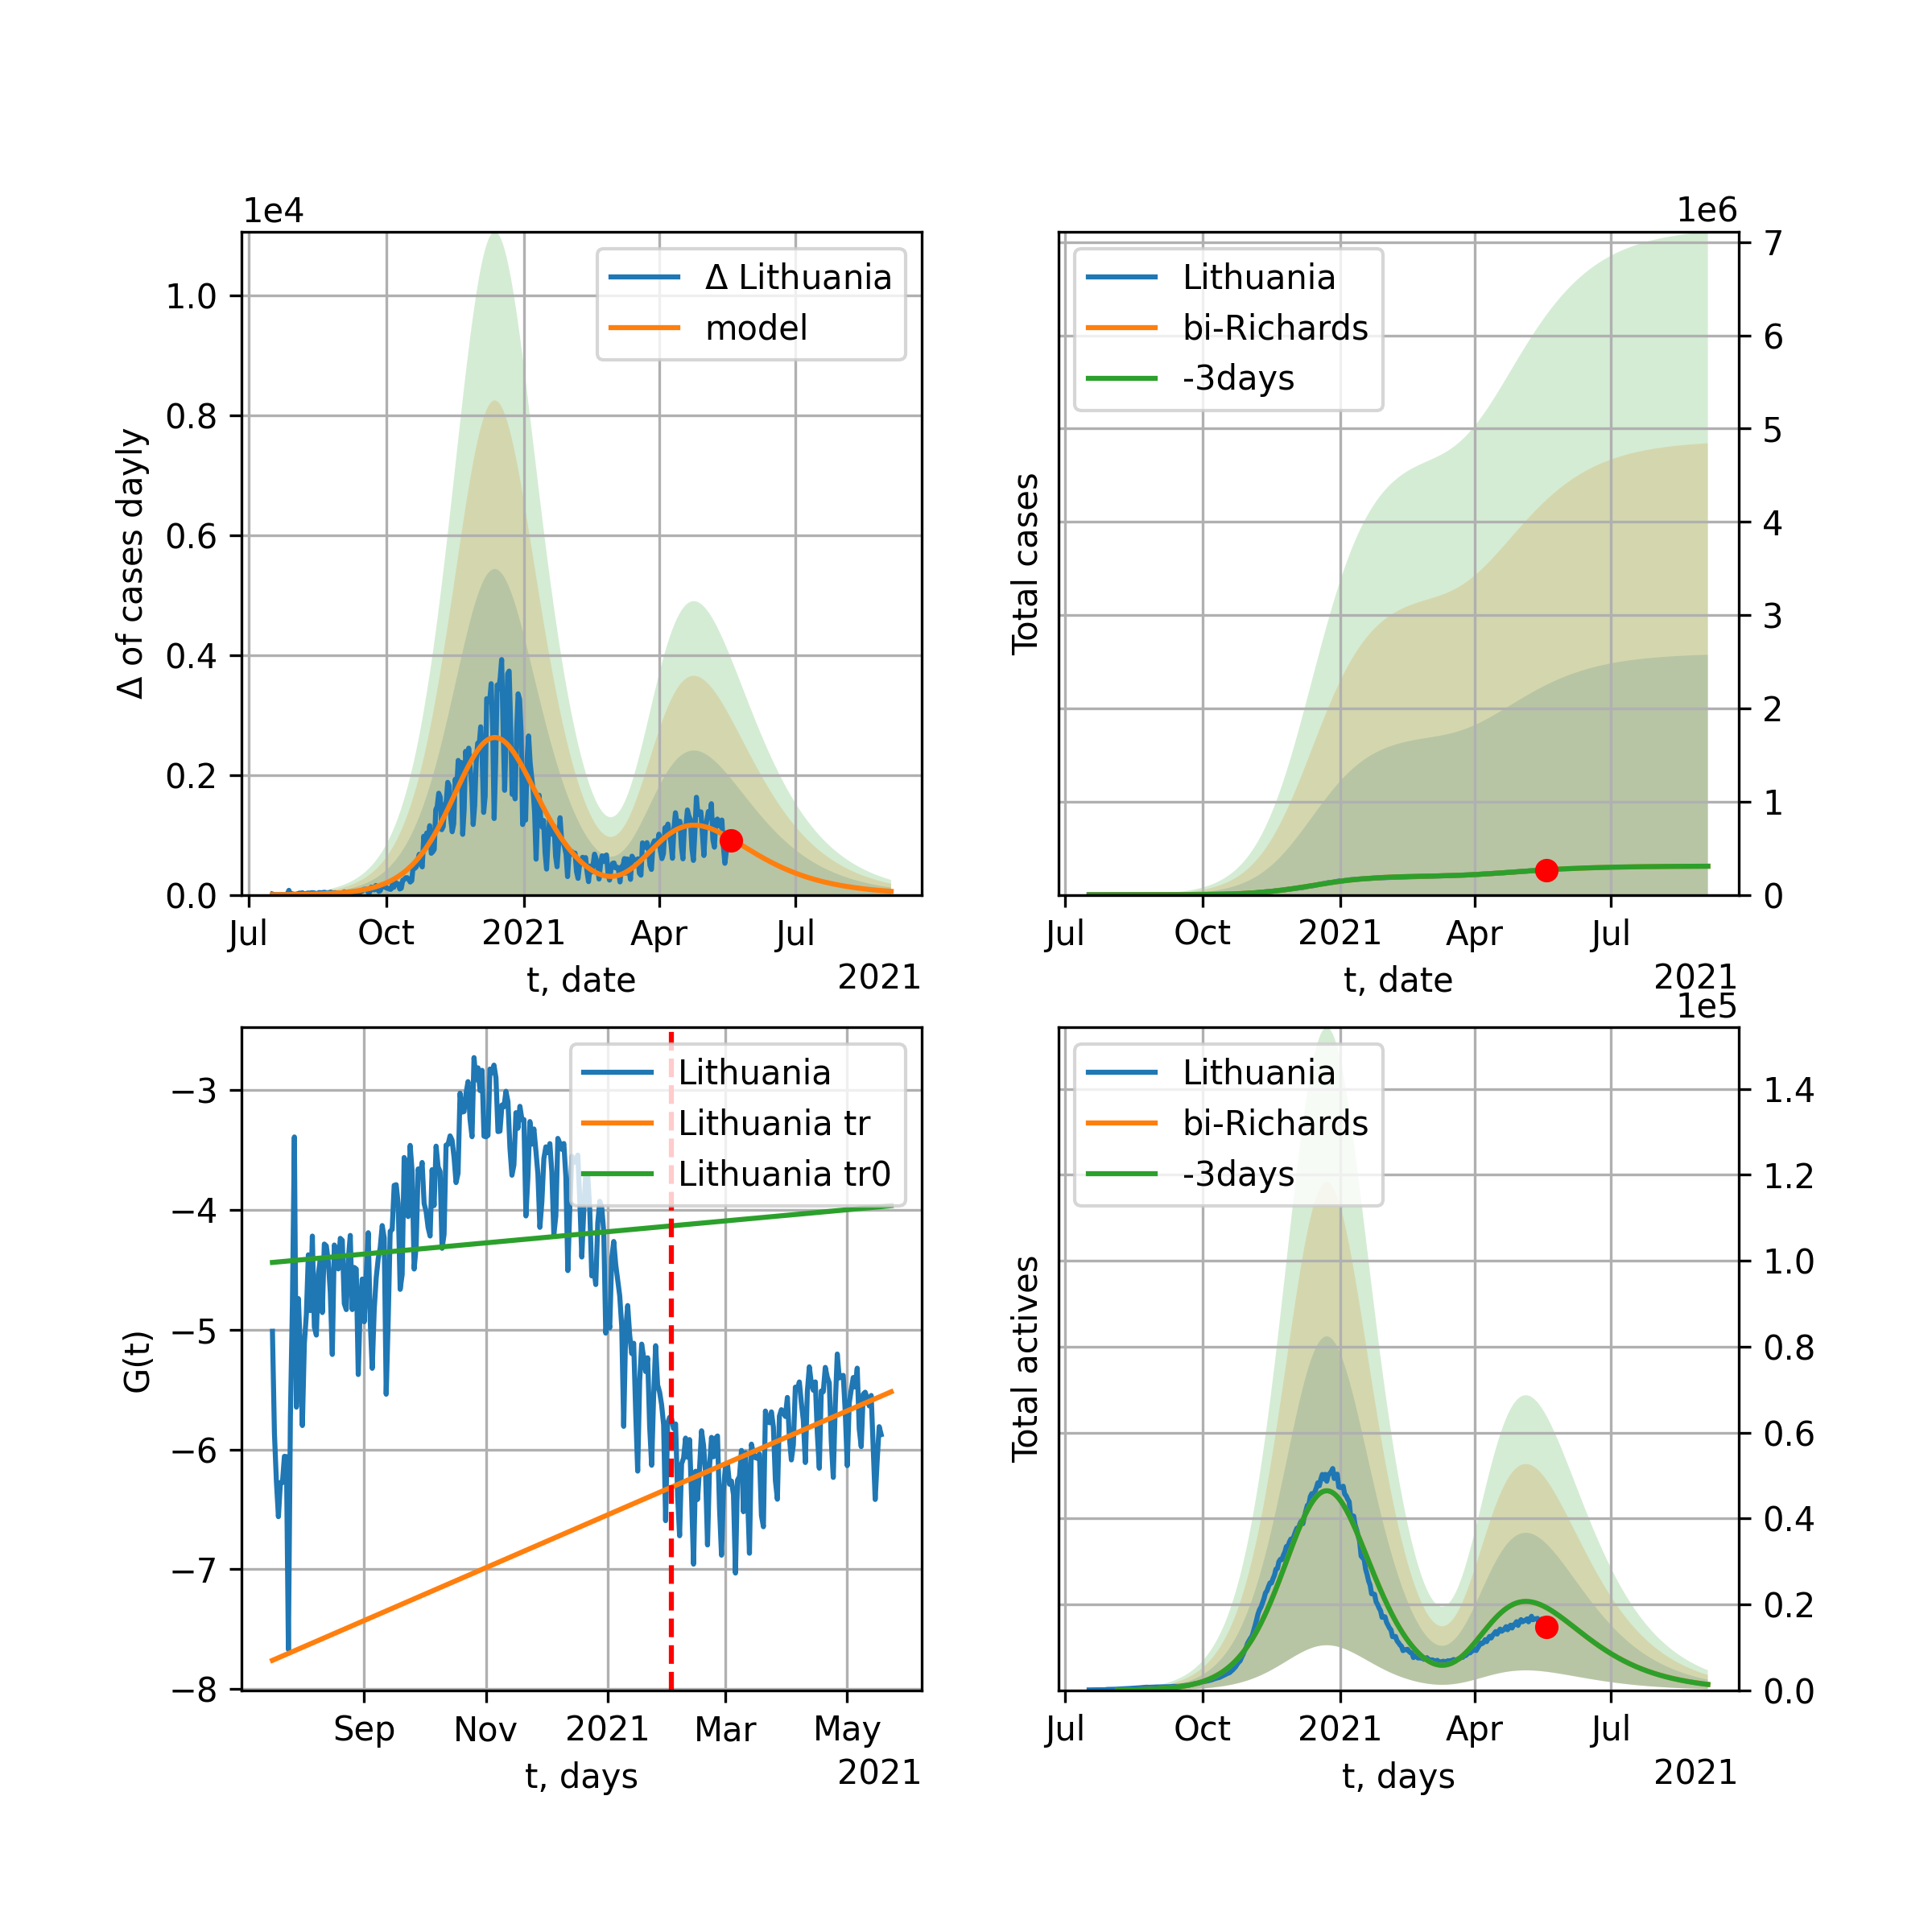 1e4
Δ of cases dayly
1.0
0.8
0.6
0.4
0.2
0.0
Δ Lithuania
model
Jul Oct 2021 Apr Jul
t, date
2021
1e6
Total cases
Lithuania
bi-Richards
-3days
7
6
5
4
3
2
1
0
Jul Oct 2021 Apr Jul
t, date
2021
G(t)
−3
−4
−5
−6
−7
−8
Lithuania
Lithuania tr
Lithuania tr0
Sep Nov 2021 Mar May
t, days
2021
1e5
Total actives
Lithuania
bi-Richards
-3days
1.4
1.2
1.0
0.8
0.6
0.4
0.2
0.0
Jul Oct 2021 Apr Jul
t, days
2021